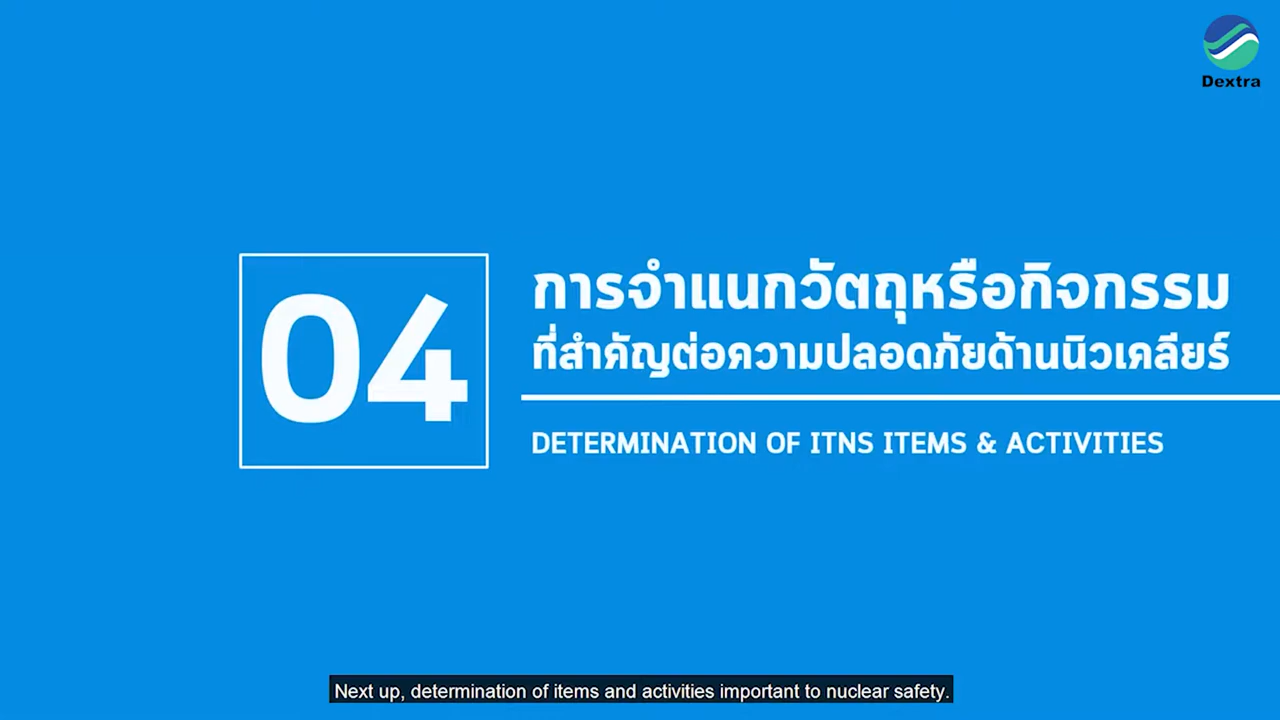 Dextra
04
การจำแนกวัตถุหรือกิจกรรม
ที่สำคัญต่อความปลอดภัยด้านนิวเคลียร์
DETERMINATION OF ITNS ITEMS & ACTIVITIES
Next up, determination of items and activities important to nuclear safety.